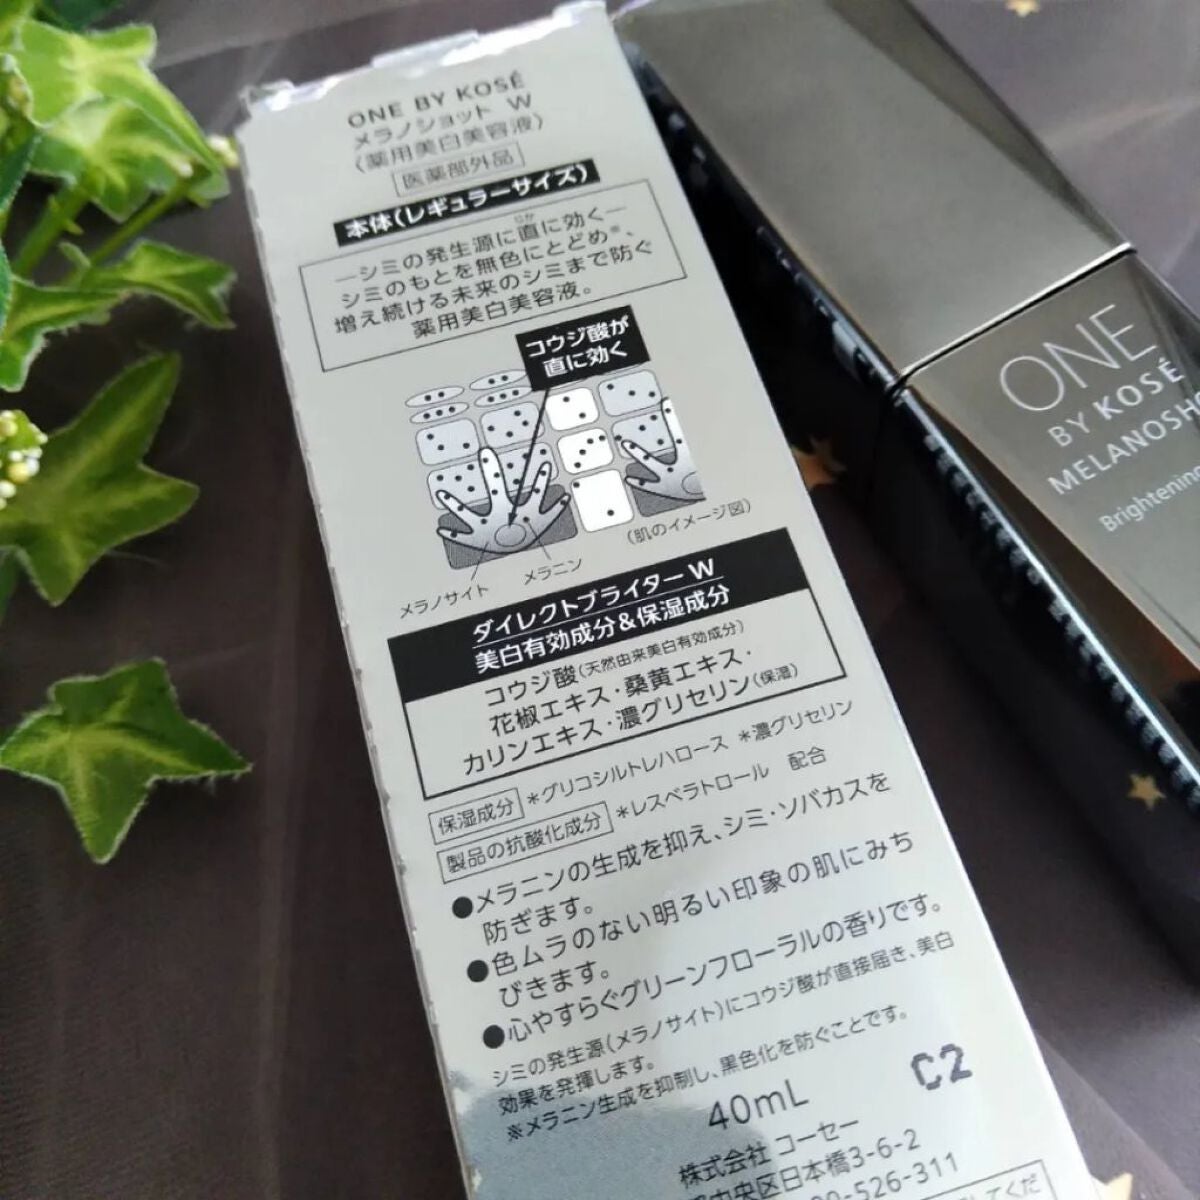 ONE BY KOSÉ
メラノショット W
(薬用美白美容液)
医薬部外品
本体(レギュラーサイズ)
―シミの発生源に直に効く―
じか
シミのもとを無色にとどめ※、
増え続ける未来のシミまで防ぐ
薬用美白美容液。
コウジ酸が
直に効く
メラノサイト
メラニン
(肌のイメージ図)
ダイレクトブライター W
美白有効成分&保湿成分
コウジ酸(天然由来美白有効成分)
花椒エキス・桑黄エキス・
カリンエキス・濃グリセリン(保湿)
保湿成分 *グリコシルトレハロース *濃グリセリン
製品の抗酸化成分 *レスベラトロール 配合
●メラニンの生成を抑え、シミ・ソバカスを
防ぎます。
●色ムラのない明るい印象の肌にみち
びきます。
●心やすらぐグリーンフローラルの香りです。
シミの発生源(メラノサイト)にコウジ酸が直接届き、美白
効果を発揮します。
※メラニン生成を抑制し、黒色化を防ぐことです。
40mL
C2
株式会社 コーセー
中央区日本橋3-6-2
526-311
ONE
BY KOSÉ
MELANOSH
Brightening